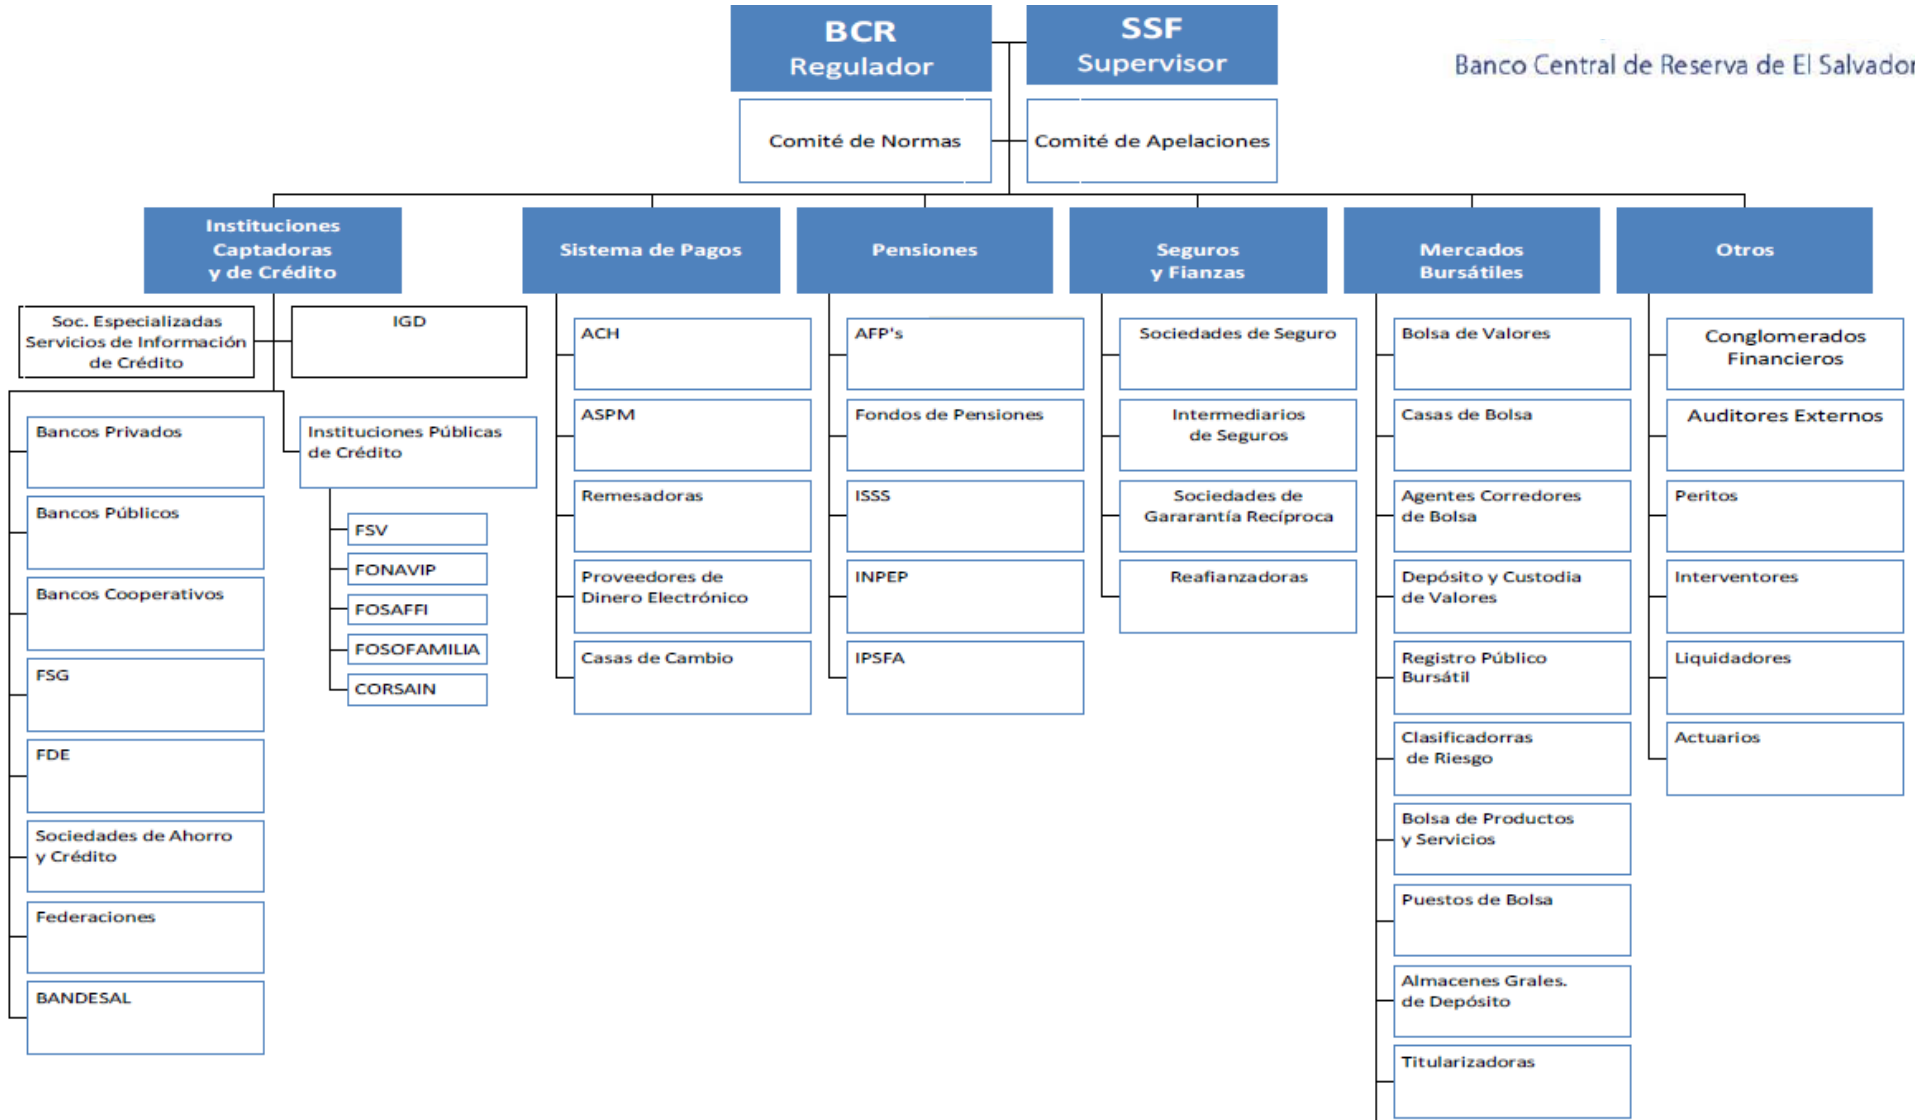 BCR
Regulador
SSF
Supervisor
Banco Central de Reserva de El Salvador
Comité de Normas
Comité de Apelaciones
Instituciones
Captadoras
y de Crédito
Sistema de Pagos
Pensiones
Seguros
y Fianzas
Mercados
Bursátiles
Otros
Soc. Especializadas
Servicios de Información
de Crédito
IGD
Bancos Privados
Bancos Públicos
Bancos Cooperativos
FSG
FDE
Sociedades de Ahorro
y Crédito
Federaciones
BANDESAL
Instituciones Públicas
de Crédito
FSV
FONAVIP
FOSAFFI
FOSOFAMILIA
CORSAIN
ACH
ASPM
Remesadoras
Proveedores de
Dinero Electrónico
Casas de Cambio
AFP's
Fondos de Pensiones
ISSS
INPEP
IPSFA
Sociedades de Seguro
Intermediarios
de Seguros
Sociedades de
Gararantía Recíproca
Reafianzadoras
Bolsa de Valores
Casas de Bolsa
Agentes Corredores
de Bolsa
Depósito y Custodia
de Valores
Registro Público
Bursátil
Clasificadorras
de Riesgo
Bolsa de Productos
y Servicios
Puestos de Bolsa
Almacenes Grales.
de Depósito
Titularizadoras
Conglomerados
Financieros
Auditores Externos
Peritos
Interventores
Liquidadores
Actuarios